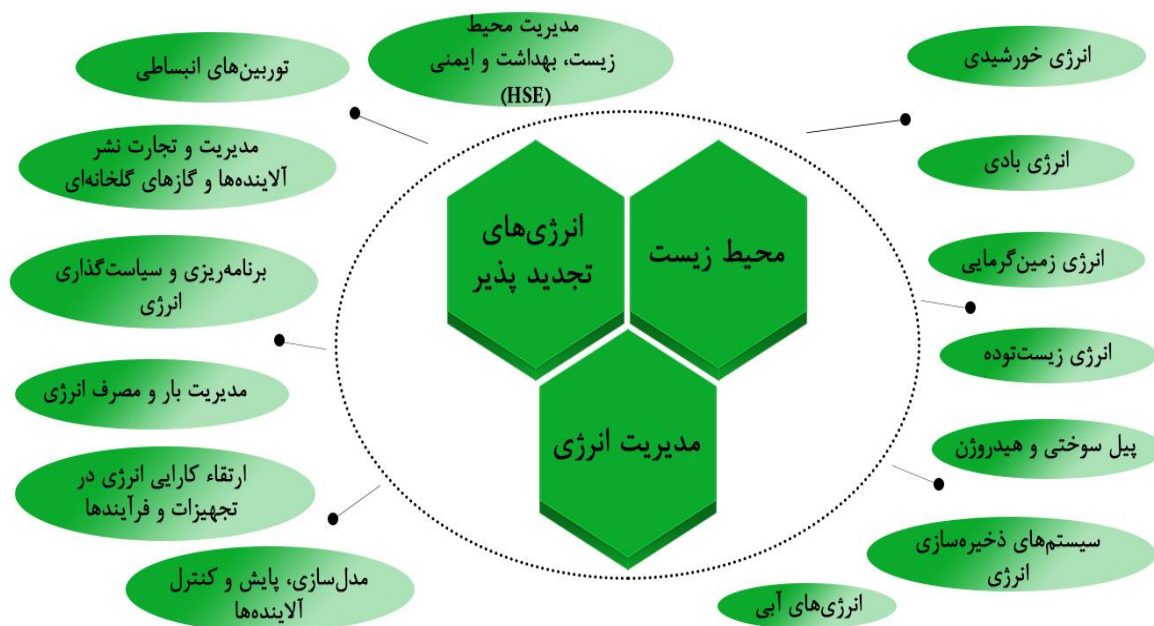 مدیریت محیط
زیست، بهداشت و ایمنی
(HSE)
انرژی خورشیدی
انرژی بادی
انرژی زمین‌گرمایی
انرژی زیست‌توده
پیل سوختی و هیدروژن
سیستم‌های ذخیره‌سازی
انرژی
انرژی‌های آبی
محیط زیست
انرژی‌های
تجدید پذیر
مدیریت انرژی
توربین‌های انبساطی
مدیریت و تجارت نشر
آلاینده‌ها و گازهای گلخانه‌ای
برنامه‌ریزی و سیاست‌گذاری
انرژی
مدیریت بار و مصرف انرژی
ارتقاء کارایی انرژی در
تجهیزات و فرآیندها
مدل‌سازی، پایش و کنترل
آلاینده‌ها